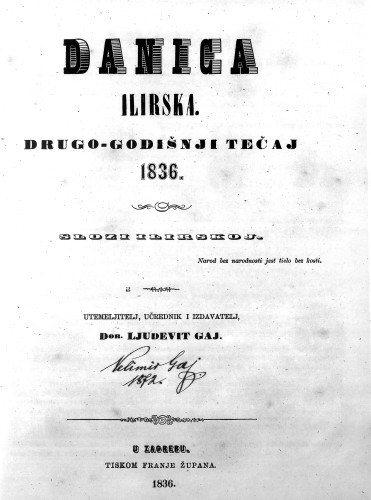 DANICA
ILIRSKA.
DRUGO-GODIŠNJI TEČAJ
1836.
SLOZI ILIRSKOJ.
Narod bez narodnosti jest tielo bez kosti.
UTEMELJITELJ, UČREDNIK I IZDAVATELJ,
Dor. LJUDEVIT GAJ.
Velimir Gaj
1872.
U ZAGREBU.
TISKOM FRANJE ŽUPANA.
1836.